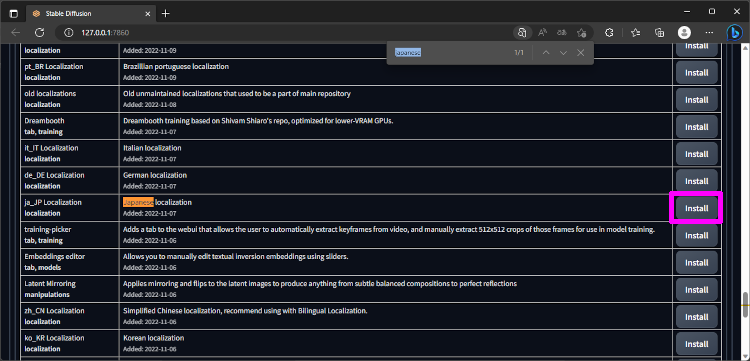 Stable Diffusion
127.0.0.1:7860
japanese
1/1
localization
Added: 2022-11-09
Install
pt_BR Localization
Brazillian portuguese localization
Install
localization
Added: 2022-11-09
old localizations
Old unmaintained localizations that used to be a part of main repository
Install
localization
Added: 2022-11-08
Dreambooth
Dreambooth training based on Shivam Shiaro's repo, optimized for lower-VRAM GPUs.
Install
tab, training
Added: 2022-11-07
it_IT Localization
Italian localization
Install
localization
Added: 2022-11-07
de_DE Localization
German localization
Install
localization
Added: 2022-11-07
ja_JP Localization
Japanese localization
Install
localization
Added: 2022-11-07
training-picker
Adds a tab to the webui that allows the user to automatically extract keyframes from video, and manually extract 512x512 crops of those frames for use in model training.
Install
tab, training
Added: 2022-11-06
Embeddings editor
Allows you to manually edit textual inversion embeddings using sliders.
Install
tab, models
Added: 2022-11-06
Latent Mirroring
Applies mirroring and flips to the latent images to produce anything from subtle balanced compositions to perfect reflections
Install
manipulations
Added: 2022-11-06
zh_CN Localization
Simplified Chinese localization, recommend using with Bilingual Localization.
Install
localization
Added: 2022-11-06
ko_KR Localization
Korean localization
Install
localization
Added: 2022-11-06